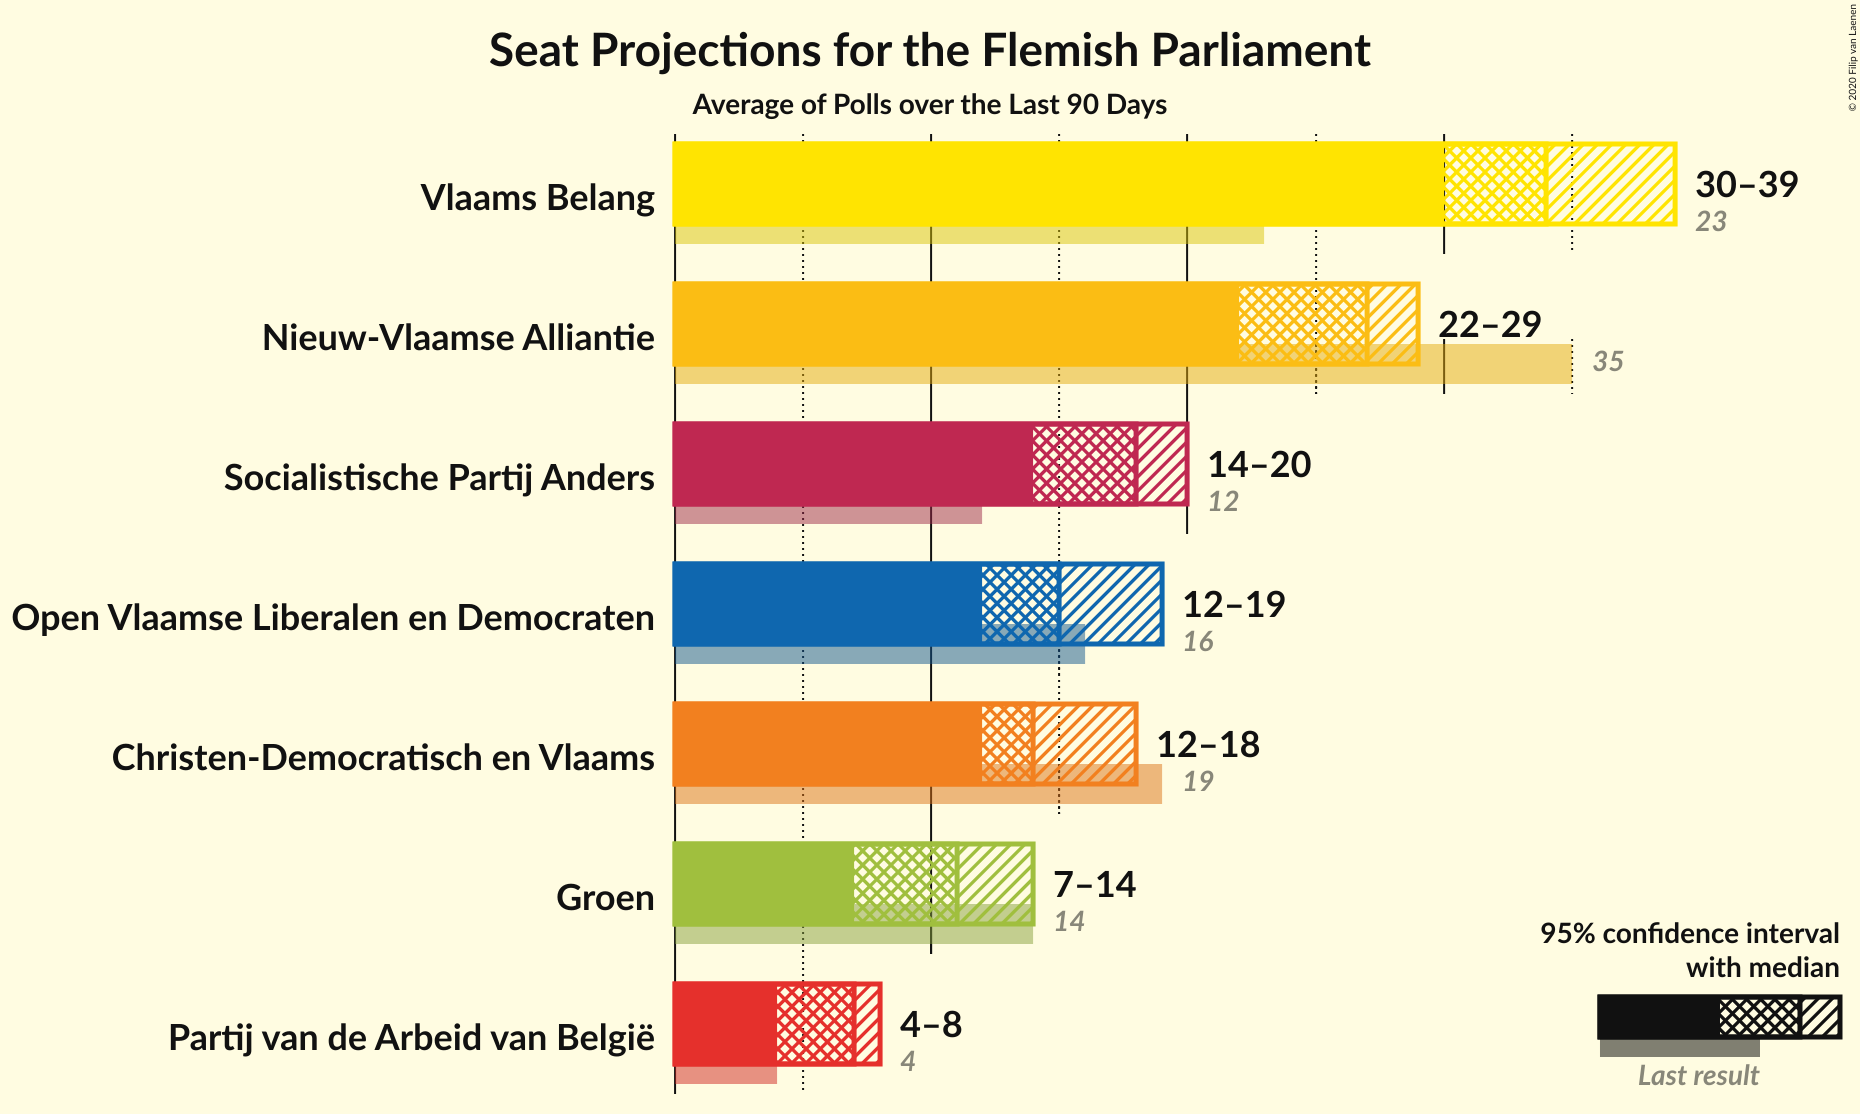 Seat Projections for the Flemish Parliament
Average of Polls over the Last 90 Days
© 2020 Filip van Laenen
Vlaams Belang
30–39
23
Nieuw-Vlaamse Alliantie
22–29
35
Socialistische Partij Anders
14–20
12
Open Vlaamse Liberalen en Democraten
12–19
16
Christen-Democratisch en Vlaams
12–18
19
Groen
7–14
14
Partij van de Arbeid van België
4–8
4
95% confidence interval
with median
Last result